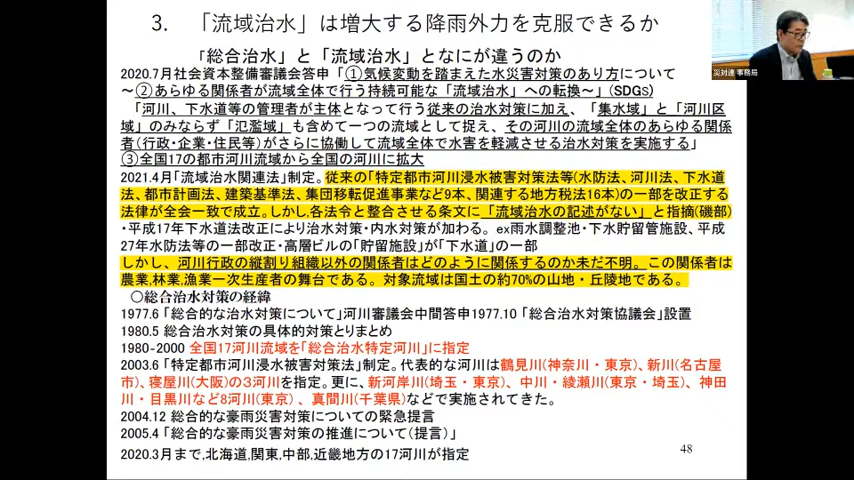 3. 「流域治水」は増大する降雨外力を克服できるか
「総合治水」と「流域治水」となにが違うのか
2020.7月社会資本整備審議会答申「①気候変動を踏まえた水災害対策のあり方について
～②あらゆる関係者が流域全体で行う持続可能な「流域治水」への転換～」(SDGs)
「河川、下水道等の管理者が主体となって行う従来の治水対策に加え、「集水域」と「河川区
域」のみならず「氾濫域」も含めて一つの流域として捉え、その河川の流域全体のあらゆる関係
者(行政・企業・住民等)がさらに協働して流域全体で水害を軽減させる治水対策を実施する」
③全国17の都市河川流域から全国の河川に拡大
2021.4月「流域治水関連法」制定。従来の「特定都市河川浸水被害対策法等(水防法、河川法、下水道
法、都市計画法、建築基準法、集団移転促進事業など9本、関連する地方税法16本)の一部を改正する
法律が全会一致で成立。しかし、各法令と整合させる条文に「流域治水の記述がない」と指摘(磯部)
・平成17年下水道法改正により治水対策・内水対策が加わる。ex雨水調整池・下水貯留管施設、平成
27年水防法等の一部改正・高層ビルの「貯留施設」が「下水道」の一部
しかし、河川行政の縦割り組織以外の関係者はどのように関係するのか未だ不明。この関係者は
農業,林業,漁業一次生産者の舞台である。対象流域は国土の約70%の山地・丘陵地である。
〇総合治水対策の経緯
1977.6「総合的な治水対策について」河川審議会中間答申1977.10「総合治水対策協議会」設置
1980.5 総合治水対策の具体的対策とりまとめ
1980-2000 全国17河川流域を「総合治水特定河川」に指定
2003.6「特定都市河川浸水被害対策法」制定。代表的な河川は鶴見川(神奈川・東京)、新川(名古屋
市)、寝屋川(大阪)の3河川を指定。更に、新河岸川(埼玉・東京)、中川・綾瀬川(東京・埼玉)、神田
川・目黒川など8河川(東京)、真間川(千葉県)などで実施されてきた。
2004.12 総合的な豪雨災害対策についての緊急提言
2005.4「総合的な豪雨災害対策の推進について(提言)」
2020.3月まで,北海道,関東,中部,近畿地方の17河川が指定
48
災対連 事務局